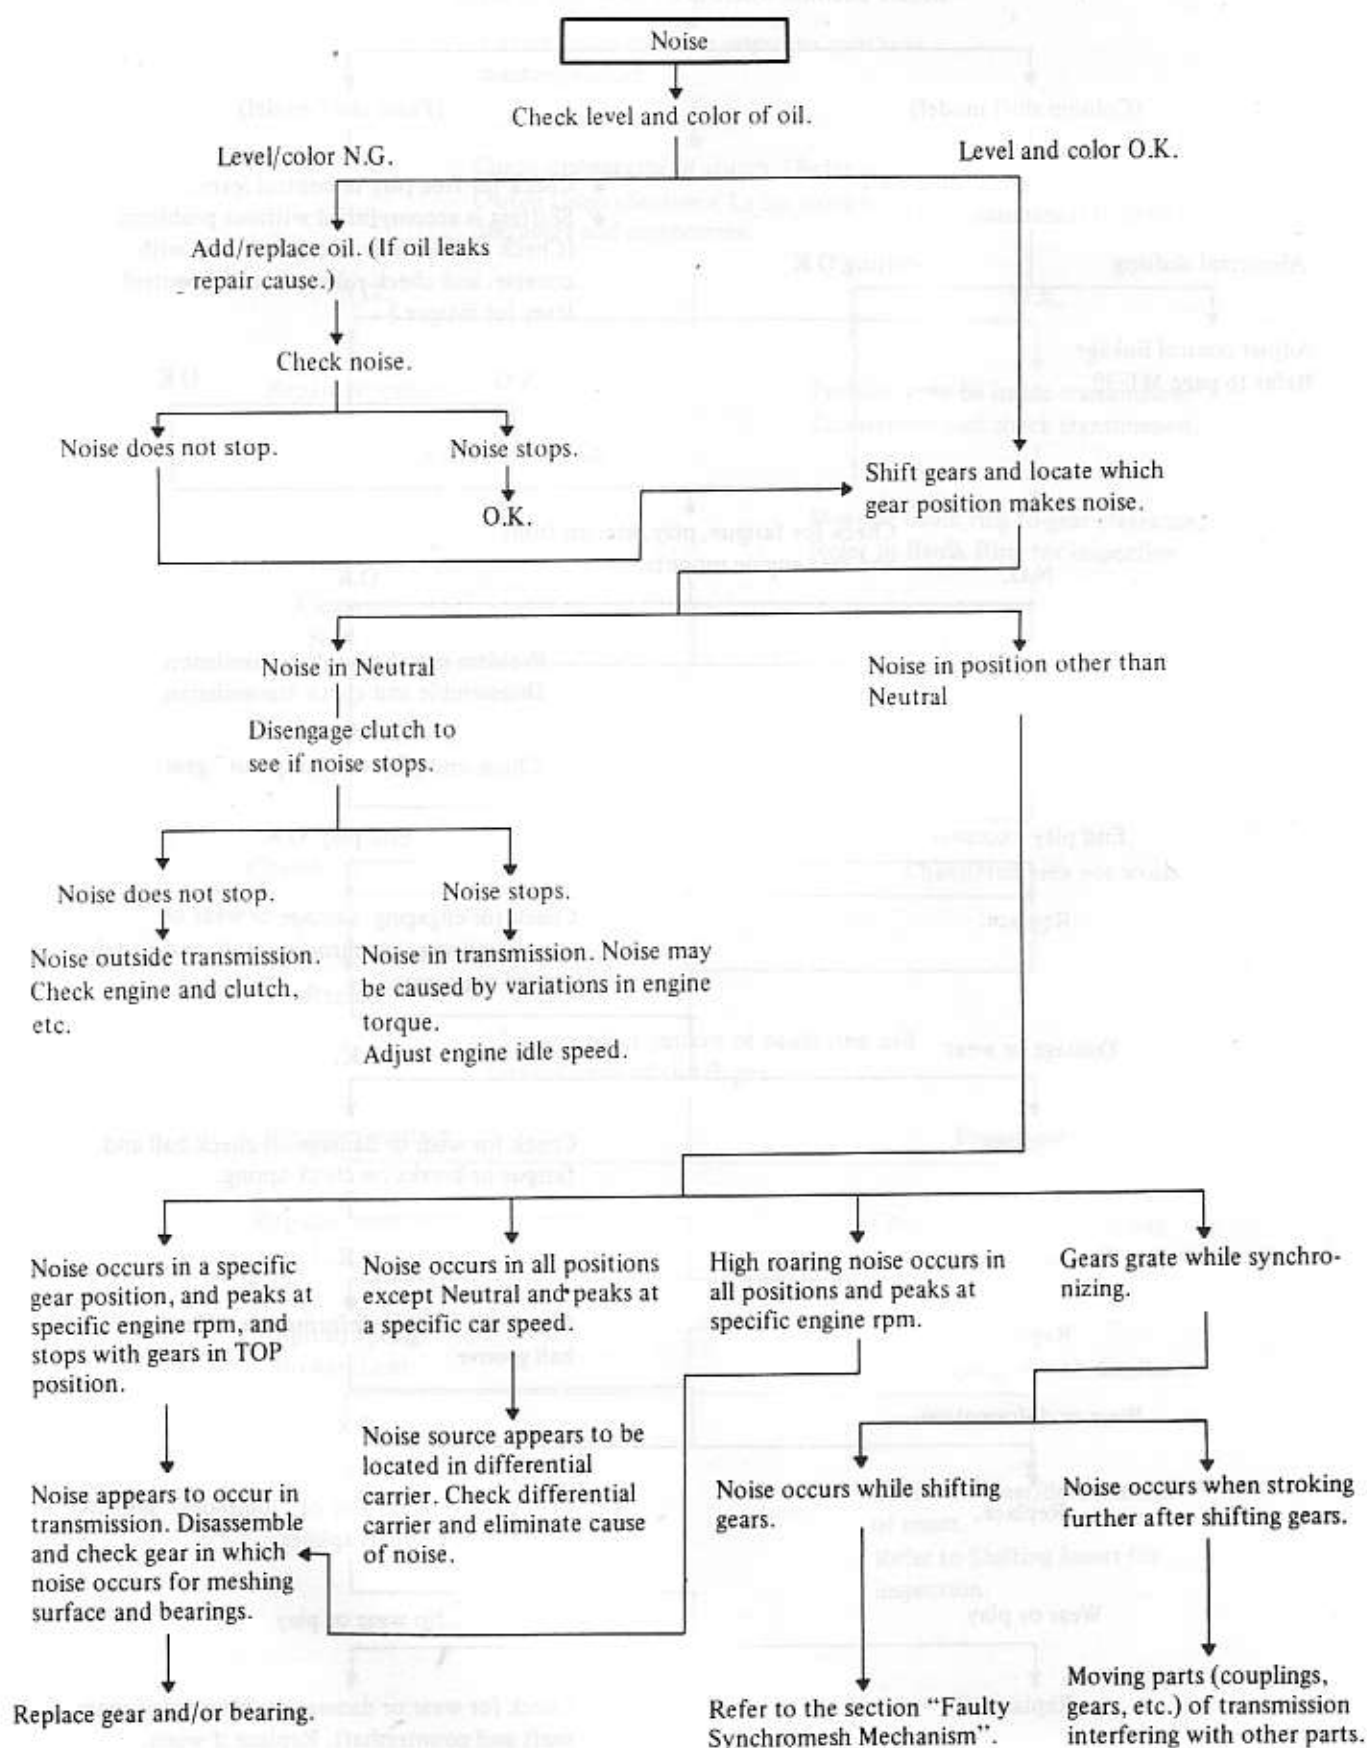 Noise
Check level and color of oil.
Level/color N.G.
Level and color O.K.
Add/replace oil. (If oil leaks
repair cause.)
Check noise.
Noise does not stop.
Noise stops.
O.K.
Shift gears and locate which
gear position makes noise.
Noise in Neutral
Noise in position other than
Neutral
Disengage clutch to
see if noise stops.
Noise does not stop.
Noise stops.
Noise outside transmission.
Check engine and clutch,
etc.
Noise in transmission. Noise may
be caused by variations in engine
torque.
Adjust engine idle speed.
Noise occurs in a specific
gear position, and peaks at
specific engine rpm, and
stops with gears in TOP
position.
Noise occurs in all positions
except Neutral and peaks at
a specific car speed.
High roaring noise occurs in
all positions and peaks at
specific engine rpm.
Gears grate while synchro-
nizing.
Noise appears to occur in
transmission. Disassemble
and check gear in which
noise occurs for meshing
surface and bearings.
Noise source appears to be
located in differential
carrier. Check differential
carrier and eliminate cause
of noise.
Noise occurs while shifting
gears.
Noise occurs when stroking
further after shifting gears.
Replace gear and/or bearing.
Refer to the section “Faulty
Synchromesh Mechanism”.
Moving parts (couplings,
gears, etc.) of transmission
interfering with other parts.